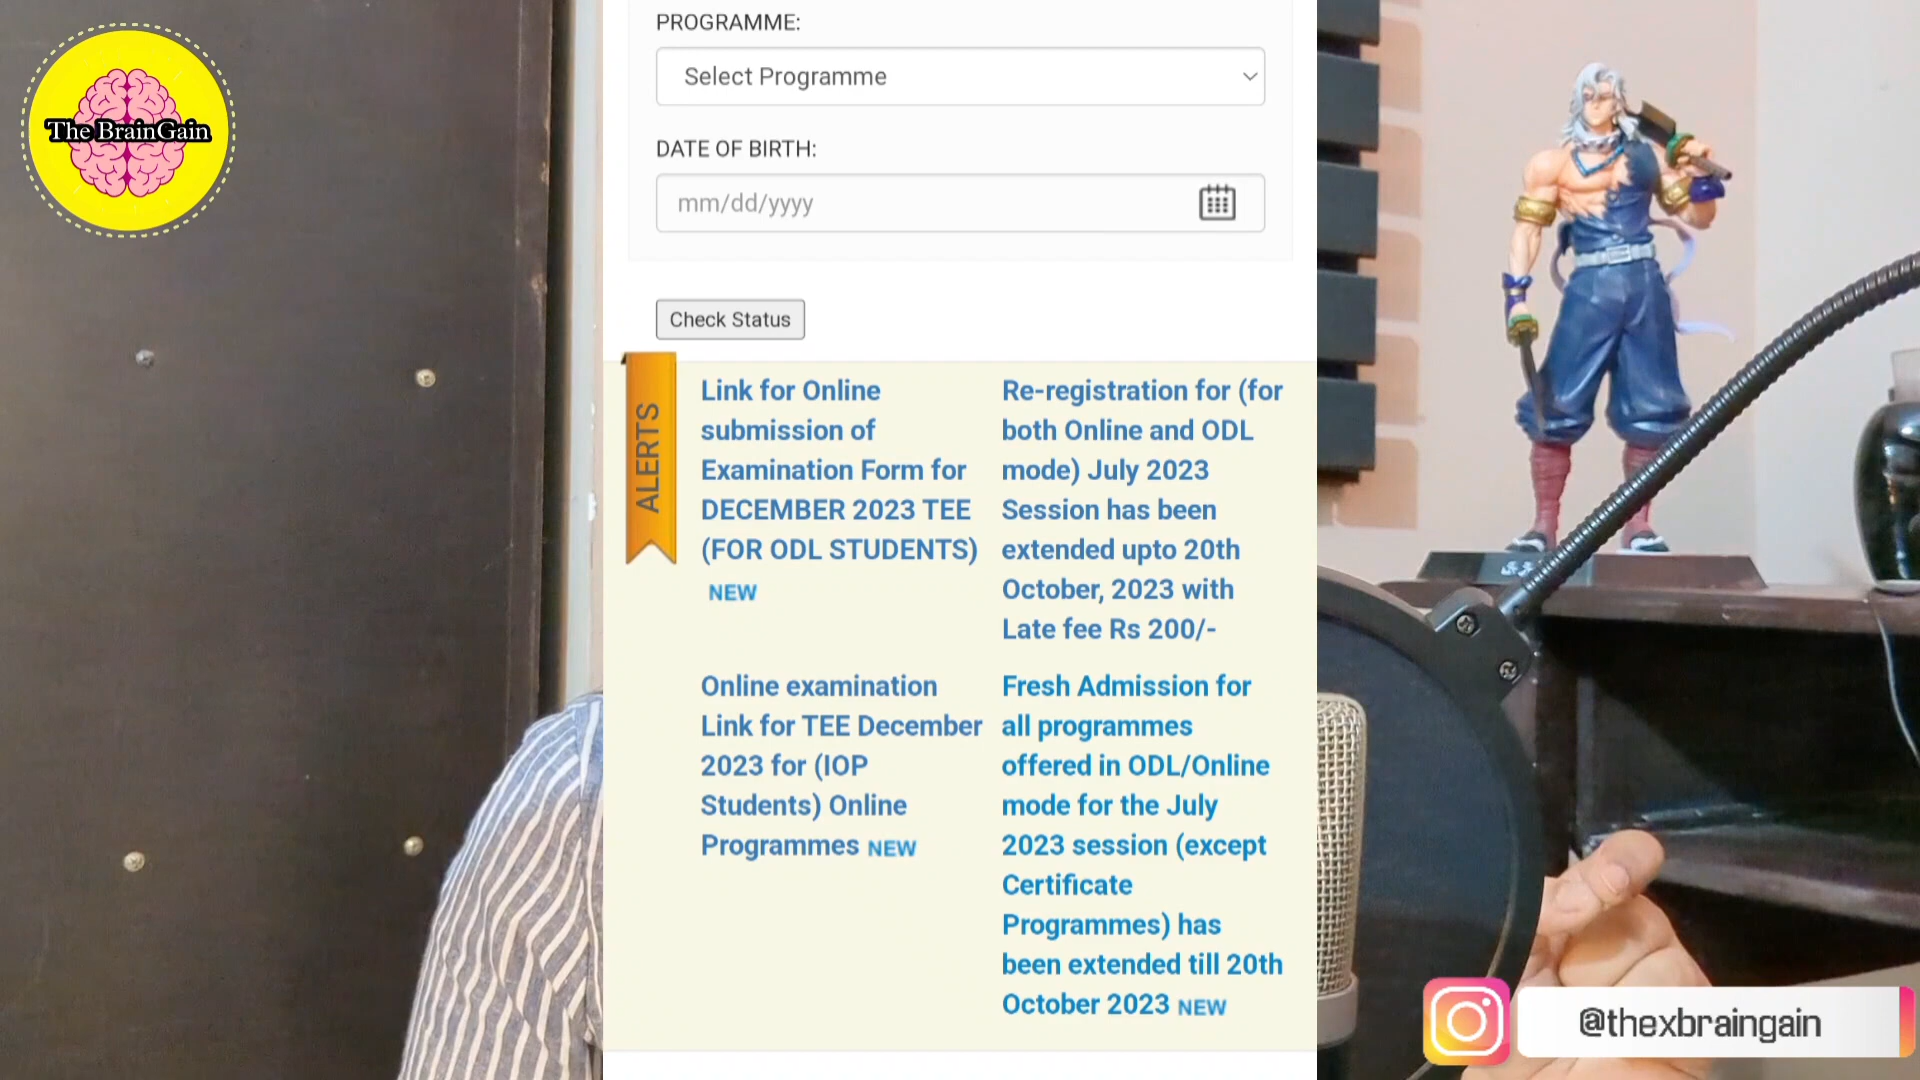 The BrainGain
PROGRAMME:
Select Programme
DATE OF BIRTH:
mm/dd/yyyy
Check Status
ALERTS
Link for Online
submission of
Examination Form for
DECEMBER 2023 TEE
(FOR ODL STUDENTS)
NEW
Re-registration for (for
both Online and ODL
mode) July 2023
Session has been
extended upto 20th
October, 2023 with
Late fee Rs 200/-
Online examination
Link for TEE December
2023 for (IOP
Students) Online
Programmes NEW
Fresh Admission for
all programmes
offered in ODL/Online
mode for the July
2023 session (except
Certificate
Programmes) has
been extended till 20th
October 2023 NEW
@thexbraingain